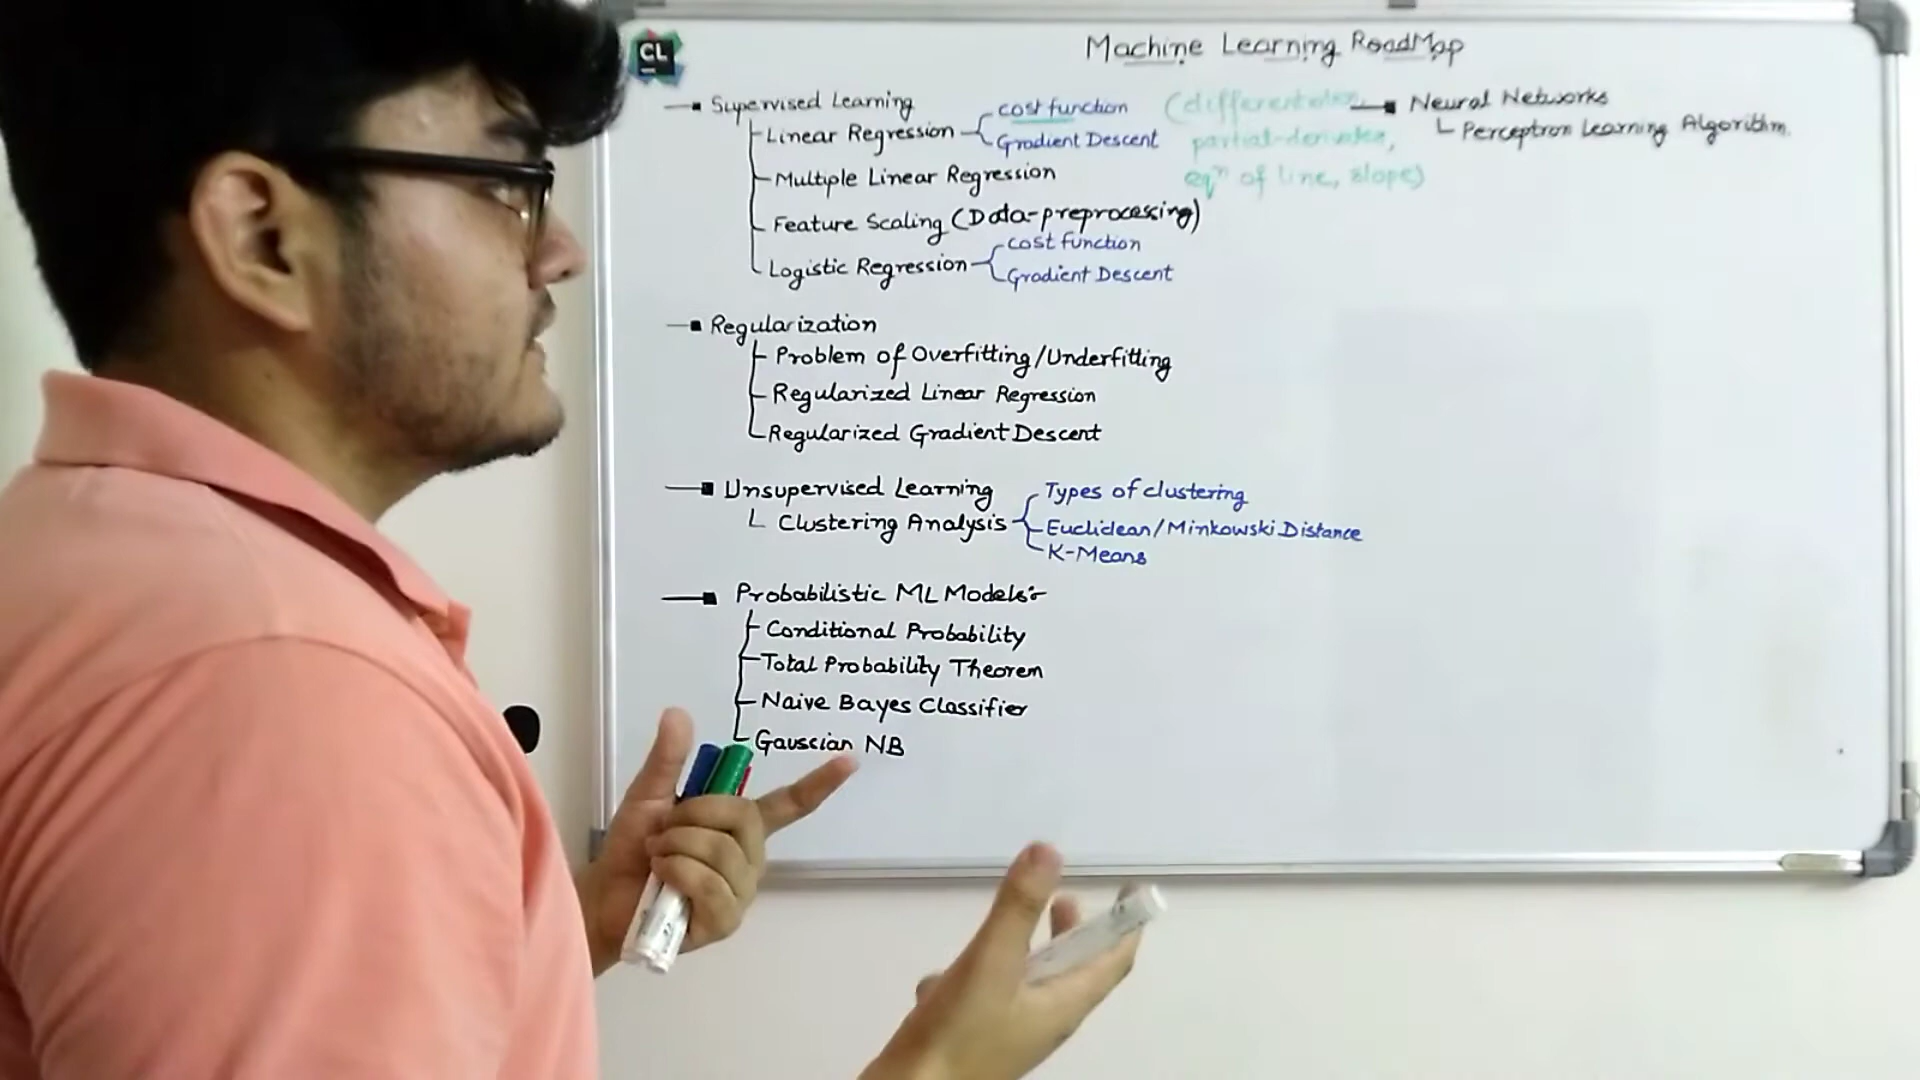 CL
Machine Learning RoadMap
Supervised Learning
Linear Regression
cost function
Gradient Descent
(differentiation,
partial-derivates,
eqn of line, slope)
Multiple Linear Regression
Feature Scaling (Data-preprocessing)
Logistic Regression
cost function
Gradient Descent
Regularization
Problem of Overfitting/Underfitting
Regularized Linear Regression
Regularized Gradient Descent
Unsupervised Learning
Clustering Analysis
Types of clustering
Euclidean/Minkowski Distance
K-Means
Probabilistic ML Models:-
Conditional Probability
Total Probability Theorem
Naive Bayes Classifier
Gaussian NB
Neural Networks
Perceptron Learning Algorithm.